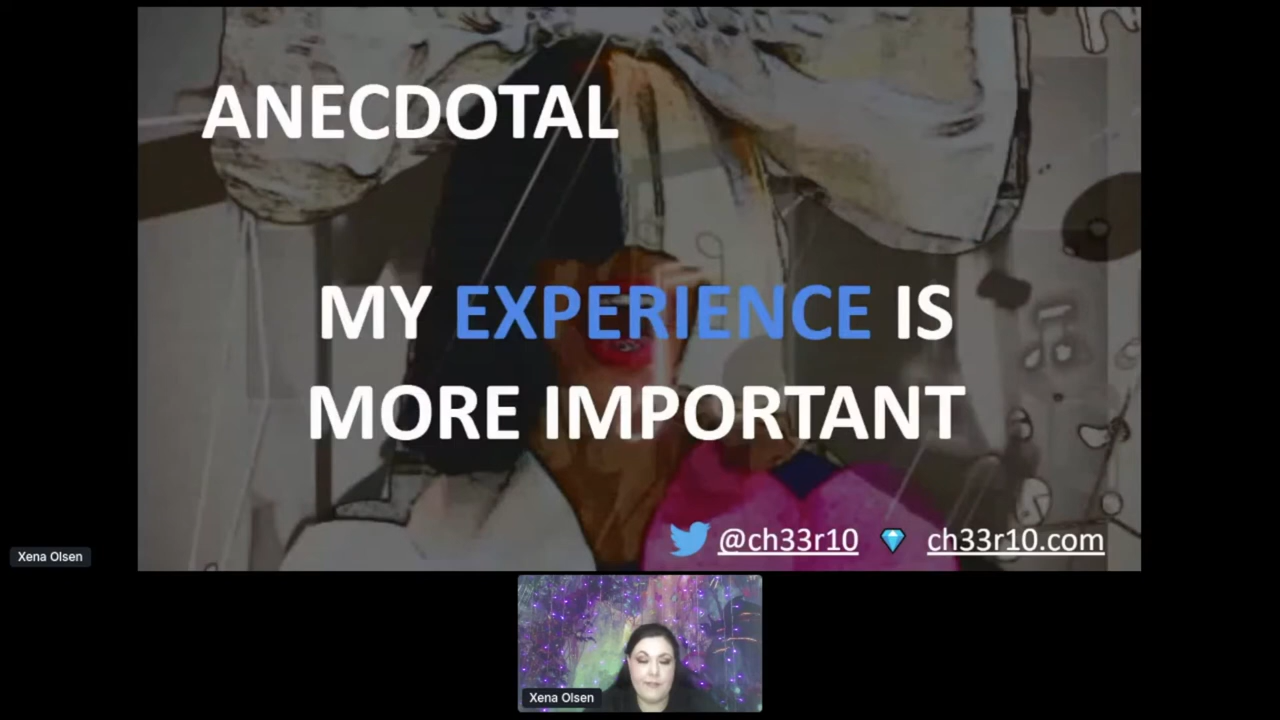 ANECDOTAL
MY EXPERIENCE IS
MORE IMPORTANT
@ch33r10 ch33r10.com
Xena Olsen
Xena Olsen